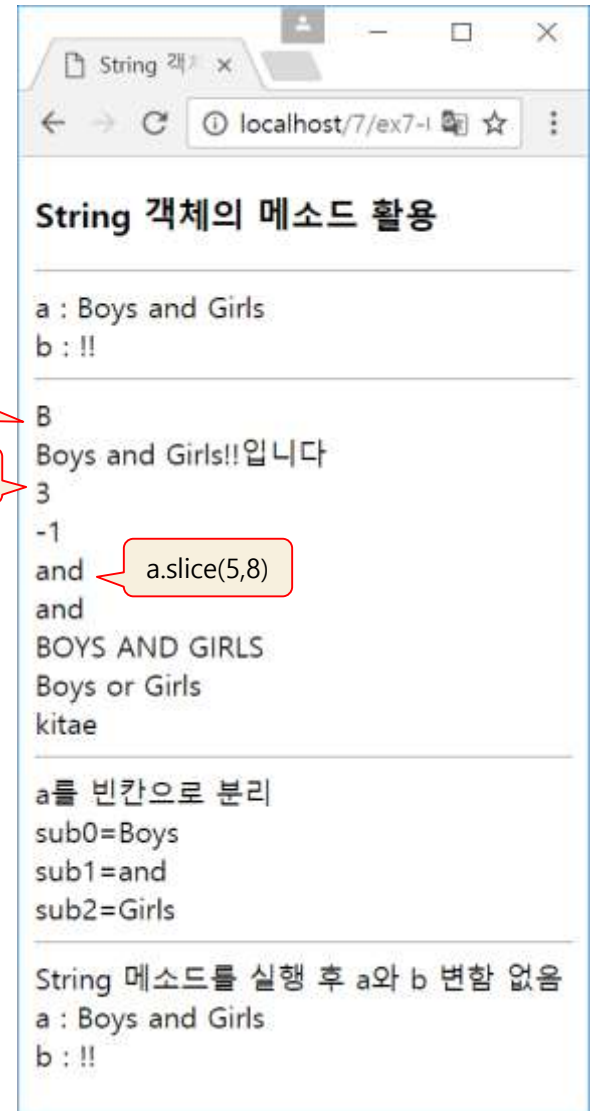 String 객체
localhost/7/ex7-
String 객체의 메소드 활용
a : Boys and Girls
b : !!
B
Boys and Girls!!입니다
3
-1
and
a.slice(5,8)
and
BOYS AND GIRLS
Boys or Girls
kitae
a를 빈칸으로 분리
sub0=Boys
sub1=and
sub2=Girls
String 메소드를 실행 후 a와 b 변함 없음
a : Boys and Girls
b : !!